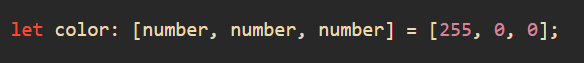 let color: [number, number, number] = [255, 0, 0];